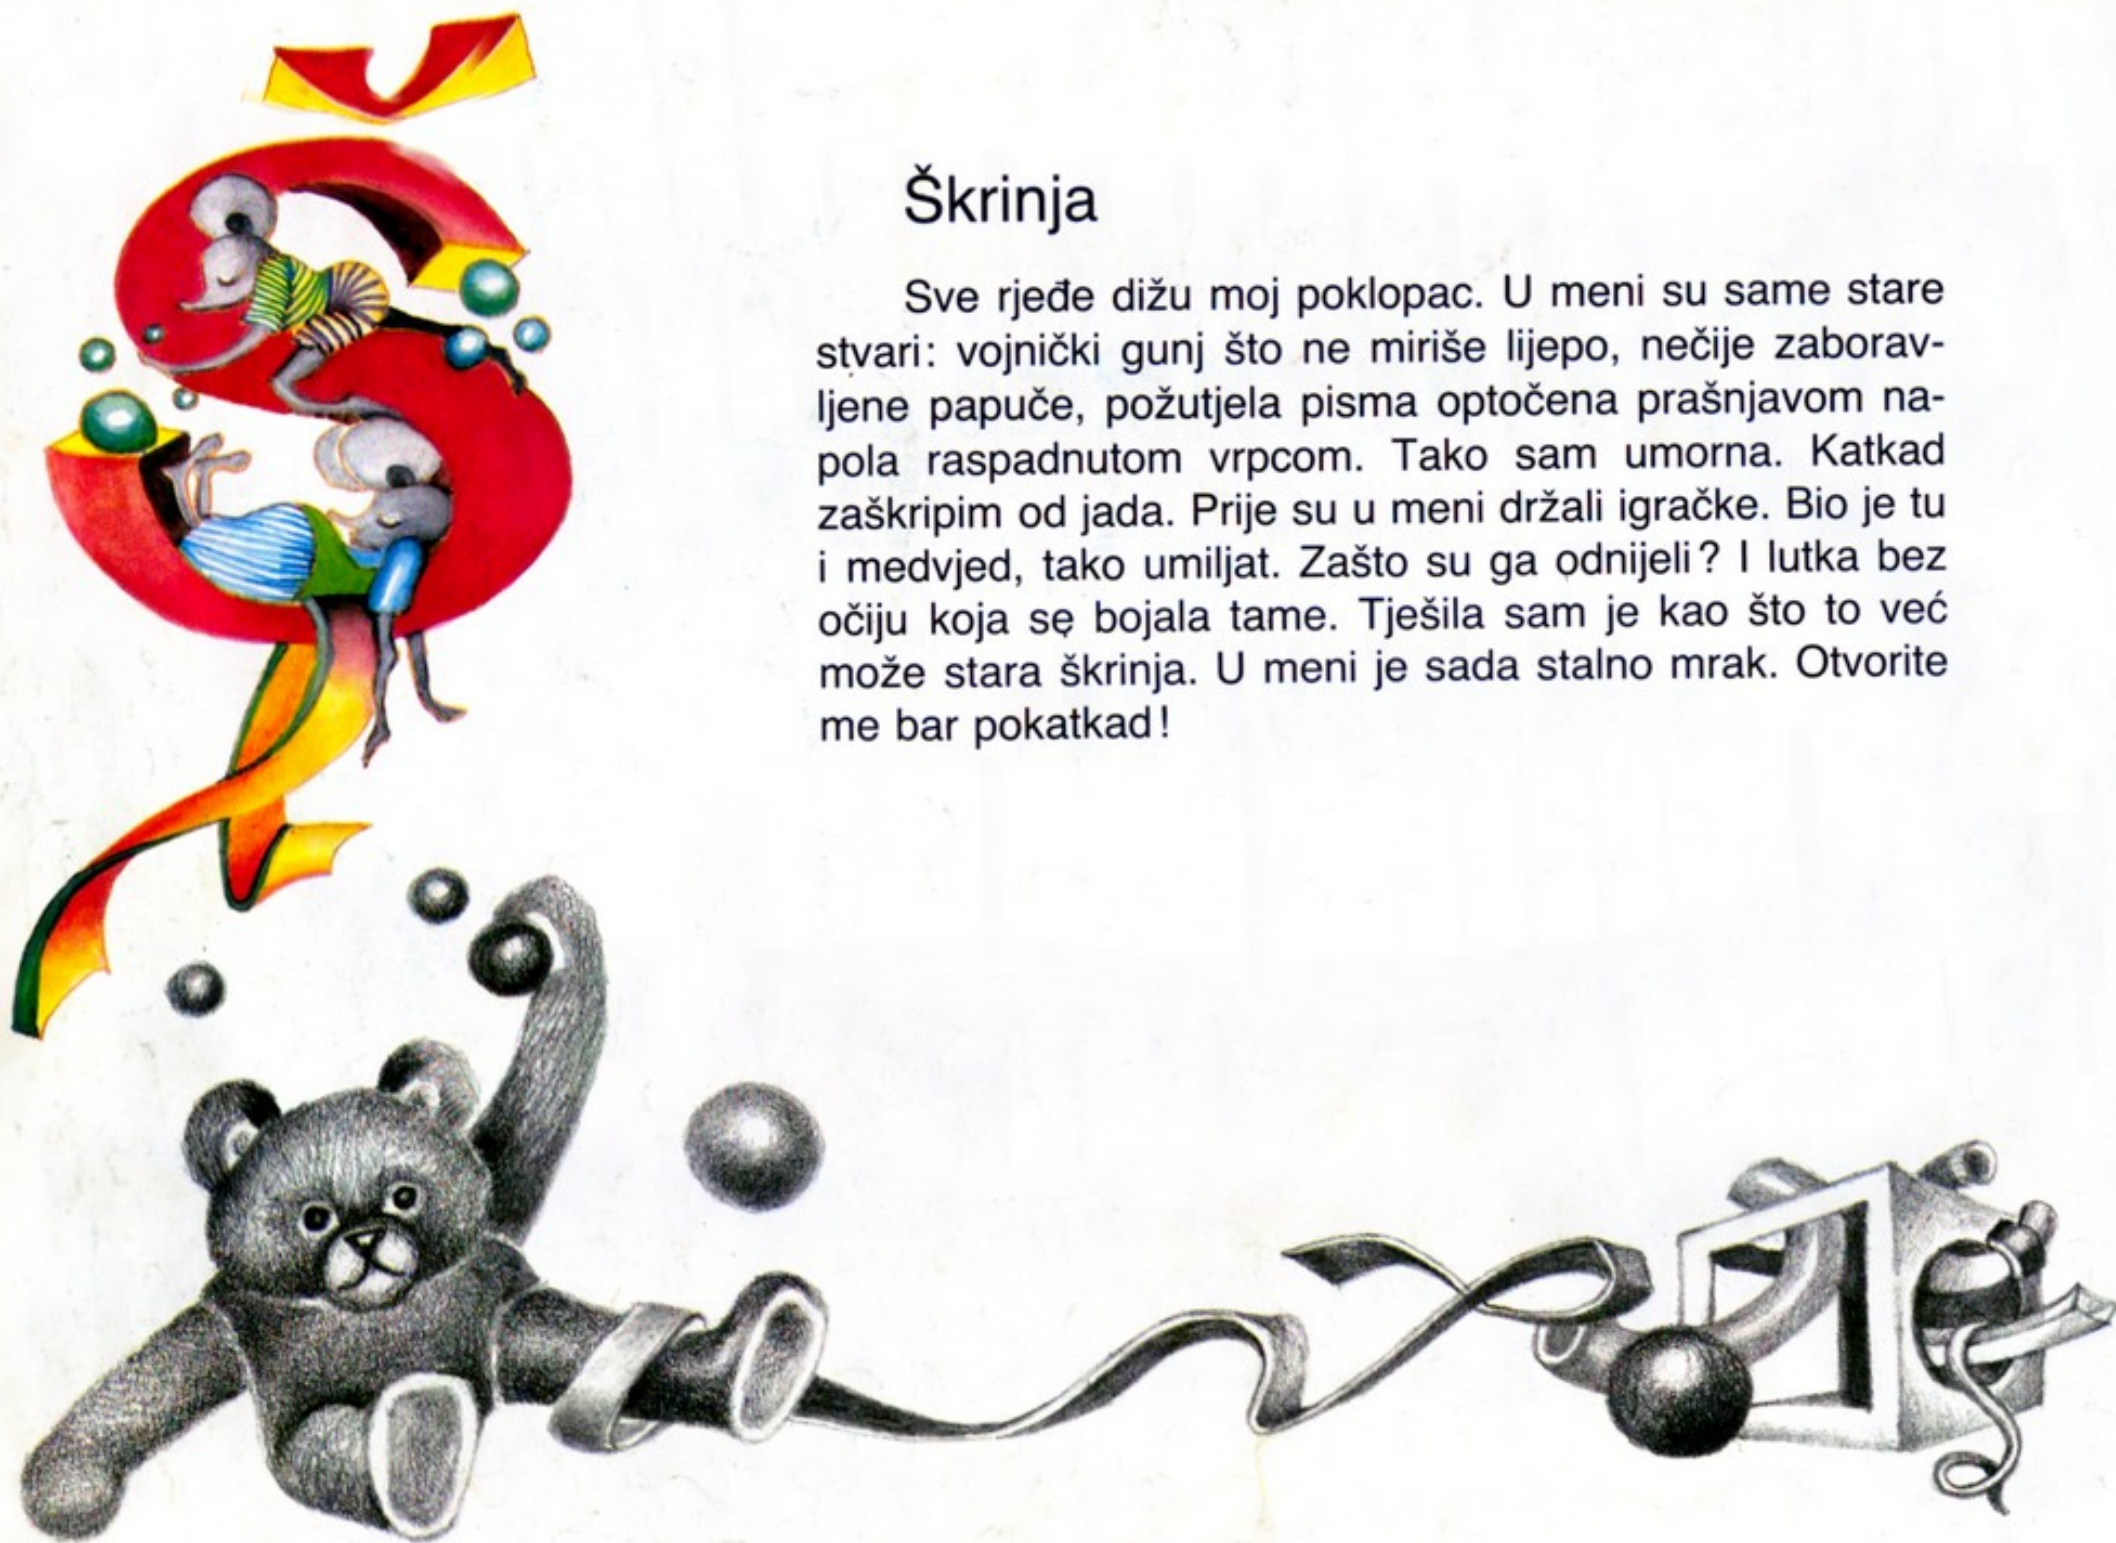 Š
Škrinja
Sve rjeđe dižu moj poklopac. U meni su same stare
stvari: vojnički gunj što ne miriše lijepo, nečije zaborav-
ljene papuče, požutjela pisma optočena prašnjavom na-
pola raspadnutom vrpcom. Tako sam umorna. Katkad
zaškripim od jada. Prije su u meni držali igračke. Bio je tu
i medvjed, tako umiljat. Zašto su ga odnijeli? I lutka bez
očiju koja se bojala tame. Tješila sam je kao što to već
može stara škrinja. U meni je sada stalno mrak. Otvorite
me bar pokatkad!